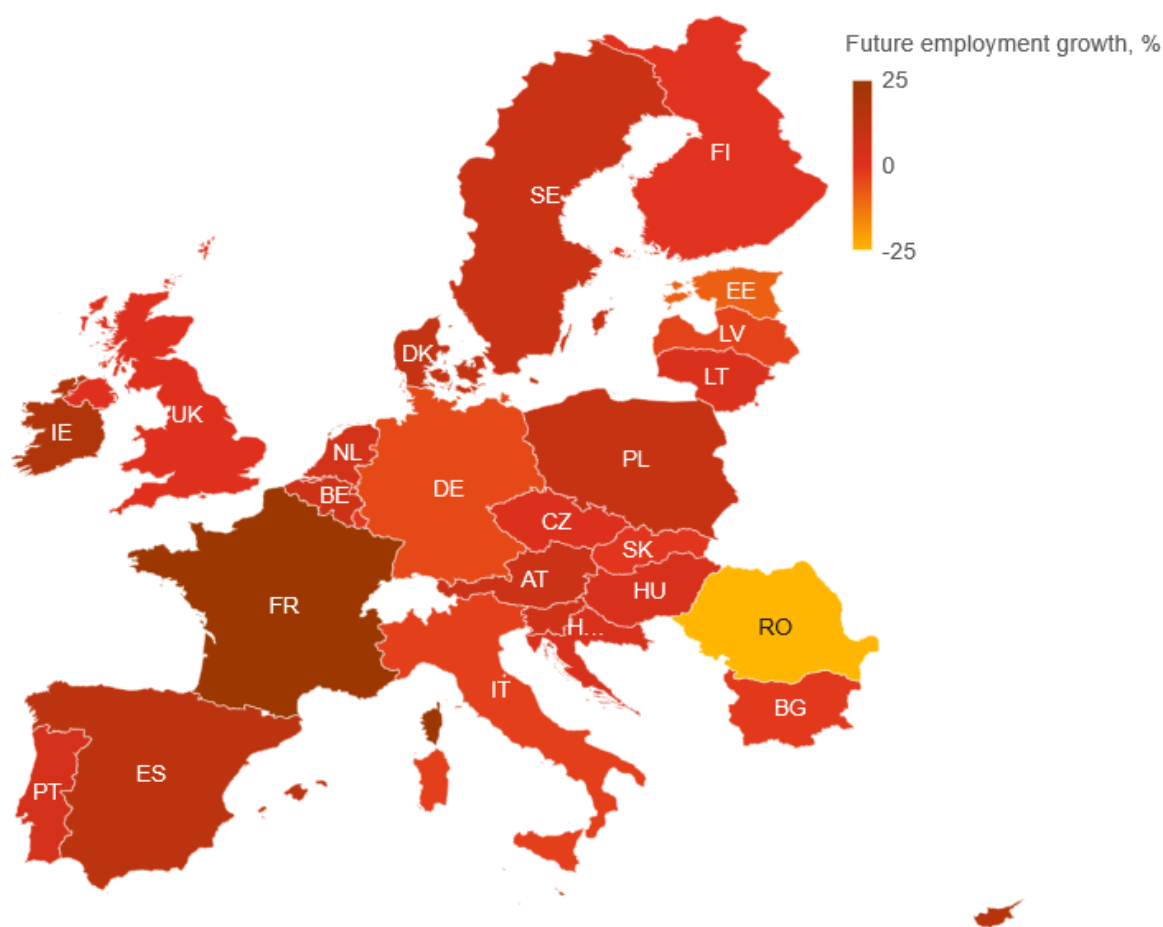 Future employment growth, %
25
0
-25
FI
SE
EE
LV
DK
LT
UK
IE
NL
PL
DE
BE
CZ
SK
AT
HU
FR
H...
RO
IT
BG
ES
PT